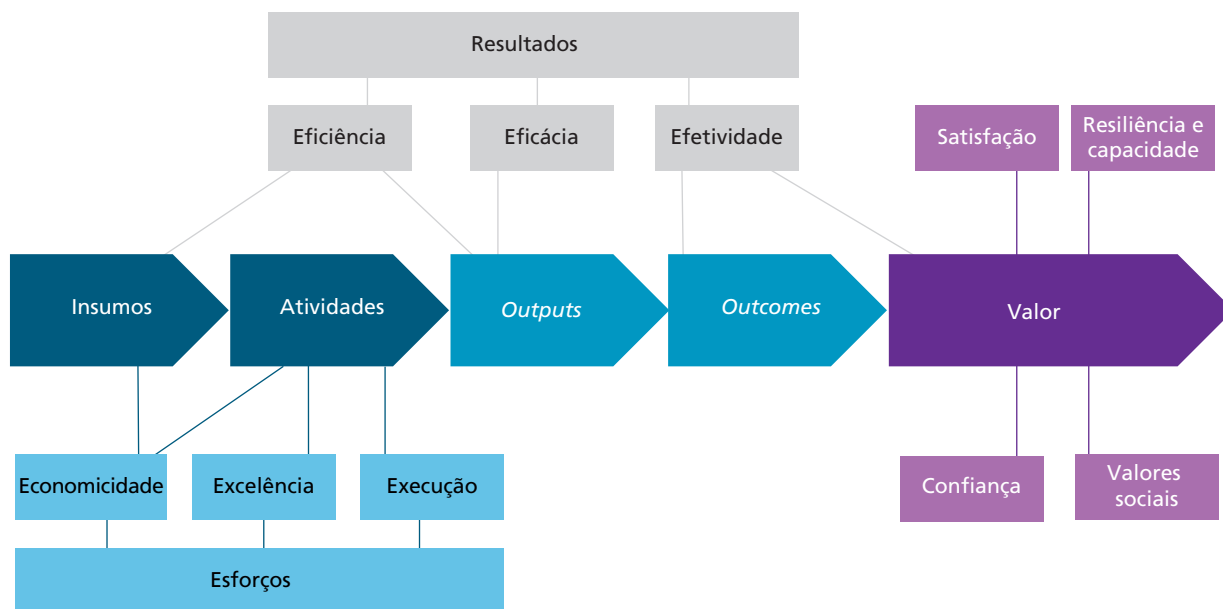 Resultados
Eficiência
Eficácia
Efetividade
Satisfação
Resiliência e
capacidade
Insumos
Atividades
Outputs
Outcomes
Valor
Economicidade
Excelência
Execução
Confiança
Valores
sociais
Esforços